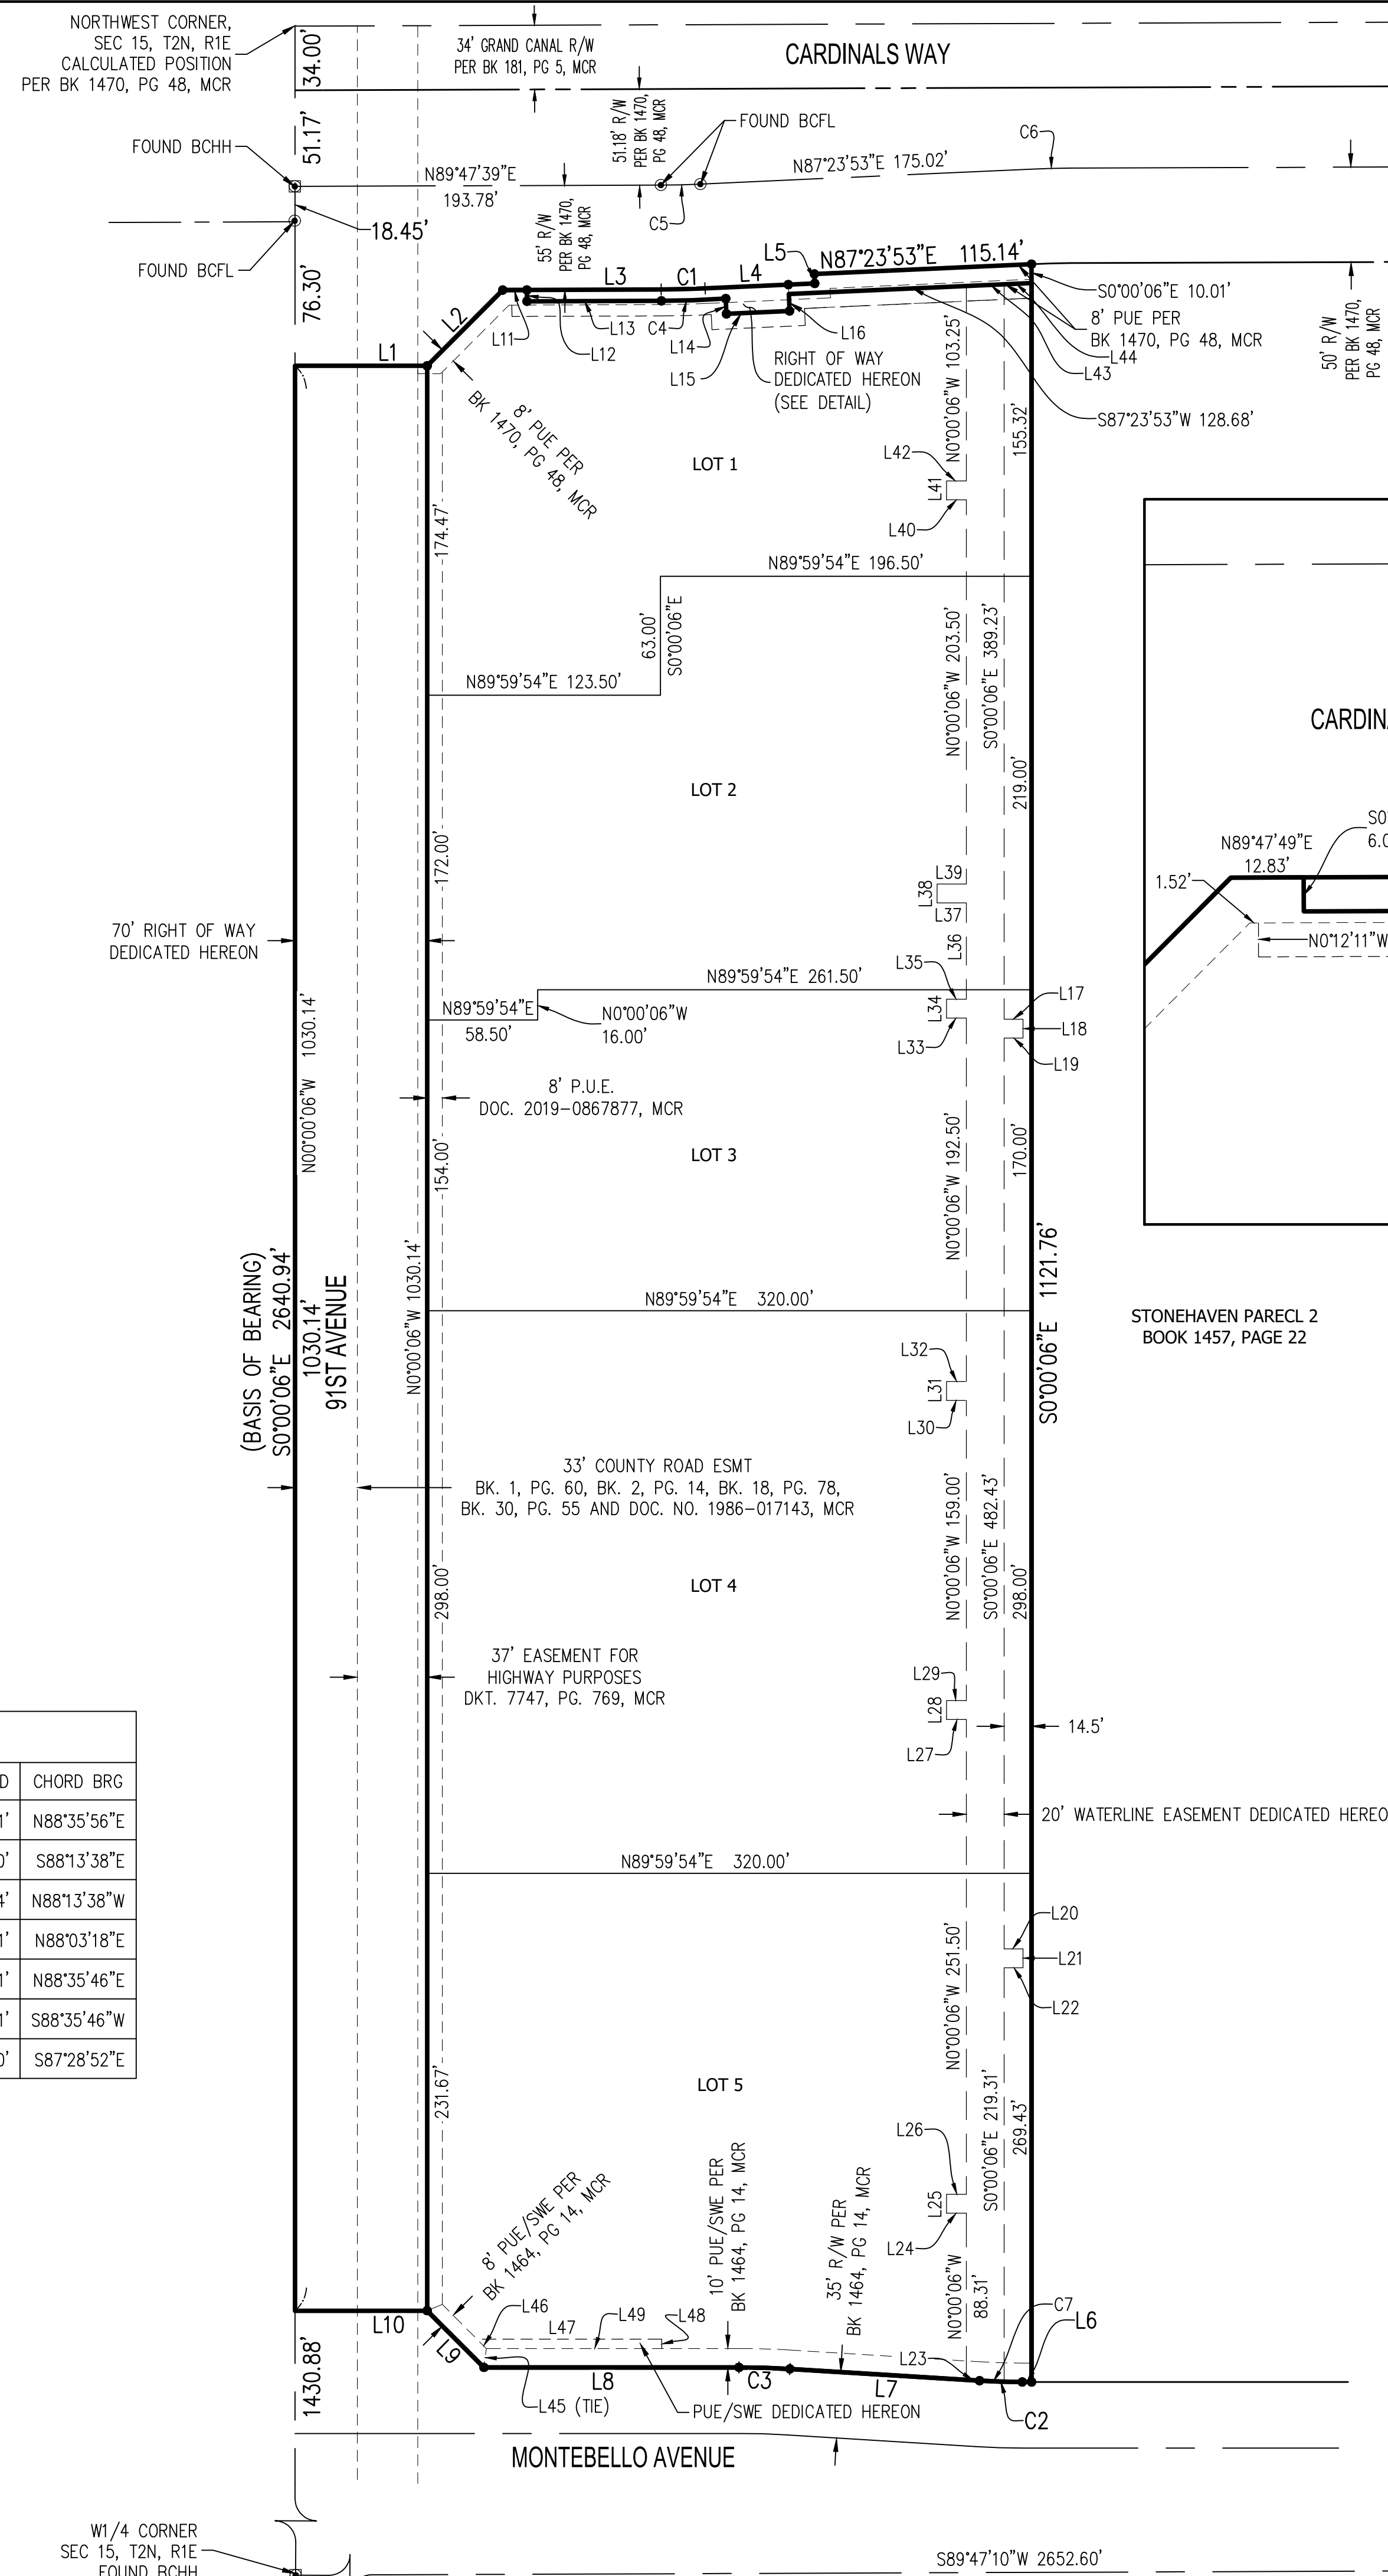 NORTHWEST CORNER,
SEC 15, T2N, R1E
CALCULATED POSITION
PER BK 1470, PG 48, MCR
34.00'
34' GRAND CANAL R/W
PER BK 181, PG 5, MCR
CARDINALS WAY
51.17'
51.18' R/W
PER BK 1470,
PG 48, MCR
FOUND BCFL
C6
FOUND BCHH
N89°47'39"E
193.78'
N87°23'53"E 175.02'
C5
18.45'
55' R/W
PER BK 1470,
PG 48, MCR
FOUND BCFL
76.30'
L5
N87°23'53"E 115.14'
L3
C1
L4
S0°00'06"E 10.01'
8' PUE PER
BK 1470, PG 48, MCR
50' R/W
PER BK 1470,
PG 48, MCR
L2
L1
L11
L12
L13
C4
L14
L15
L16
L44
L43
RIGHT OF WAY
DEDICATED HEREON
(SEE DETAIL)
N0°00'06"W 103.25'
155.32'
S87°23'53"W 128.68'
8' PUE PER
BK 1470, PG 48, MCR
LOT 1
L42
L41
L40
174.47'
N89°59'54"E 196.50'
63.00'
S0°00'06"E
N89°59'54"E 123.50'
N0°00'06"W 203.50'
S0°00'06"E 389.23'
219.00'
CARDIN
LOT 2
172.00'
L39
L38
L37
L36
N89°47'49"E
12.83'
S0°
6.0
1.52'
N0°12'11"W
70' RIGHT OF WAY
DEDICATED HEREON
L35
L34
L33
N89°59'54"E 261.50'
L17
L18
L19
N89°59'54"E
58.50'
N0°00'06"W
16.00'
N00°00'06"W 1030.14'
8' P.U.E.
DOC. 2019-0867877, MCR
154.00'
LOT 3
N0°00'06"W 192.50'
170.00'
(BASIS OF BEARING)
S0°00'06"E 2640.94'
1030.14'
91ST AVENUE
N0°00'06"W 1030.14'
N89°59'54"E 320.00'
S0°00'06"E 1121.76'
STONEHAVEN PARECL 2
BOOK 1457, PAGE 22
L32
L31
L30
33' COUNTY ROAD ESMT
BK. 1, PG. 60, BK. 2, PG. 14, BK. 18, PG. 78,
BK. 30, PG. 55 AND DOC. NO. 1986-017143, MCR
N0°00'06"W 159.00'
S0°00'06"E 482.43'
298.00'
298.00'
LOT 4
37' EASEMENT FOR
HIGHWAY PURPOSES
DKT. 7747, PG. 769, MCR
L29
L28
L27
14.5'
D
CHORD BRG
1'
N88°35'56"E
0'
S88°13'38"E
4'
N88°13'38"W
1'
N88°03'18"E
1'
N88°35'46"E
1'
S88°35'46"W
0'
S87°28'52"E
20' WATERLINE EASEMENT DEDICATED HEREO
N89°59'54"E 320.00'
L20
L21
L22
N0°00'06"W 251.50'
231.67'
LOT 5
S0°00'06"E 219.31'
269.43'
L26
L25
L24
8' PUE/SWE PER
BK 1464, PG 14, MCR
10' PUE/SWE PER
BK 1464, PG 14, MCR
35' R/W PER
BK 1464, PG 14, MCR
N0°00'06"W
88.31'
C7
L6
L10
L9
L46
L47
L49
L48
L23
L8
C3
L7
C2
L45 (TIE)
PUE/SWE DEDICATED HEREON
1430.88'
MONTEBELLO AVENUE
W1/4 CORNER
SEC 15, T2N, R1E
FOUND BCHH
S89°47'10"W 2652.60'